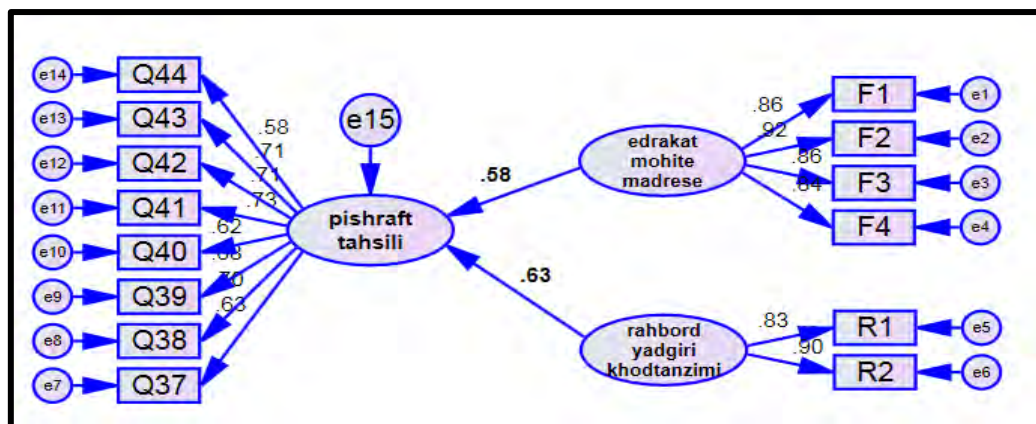 e14
Q44
e13
Q43
e12
Q42
e11
Q41
e10
Q40
e9
Q39
e8
Q38
e7
Q37
.58
.71
.71
.73
.62
.63
e15
pishraft
tahsili
.58
.63
edrakat
mohite
madrese
rahbord
yadgiri
khodtanzimi
.86
F1
e1
.92
F2
e2
.86
F3
e3
F4
e4
.83
R1
e5
.90
R2
e6